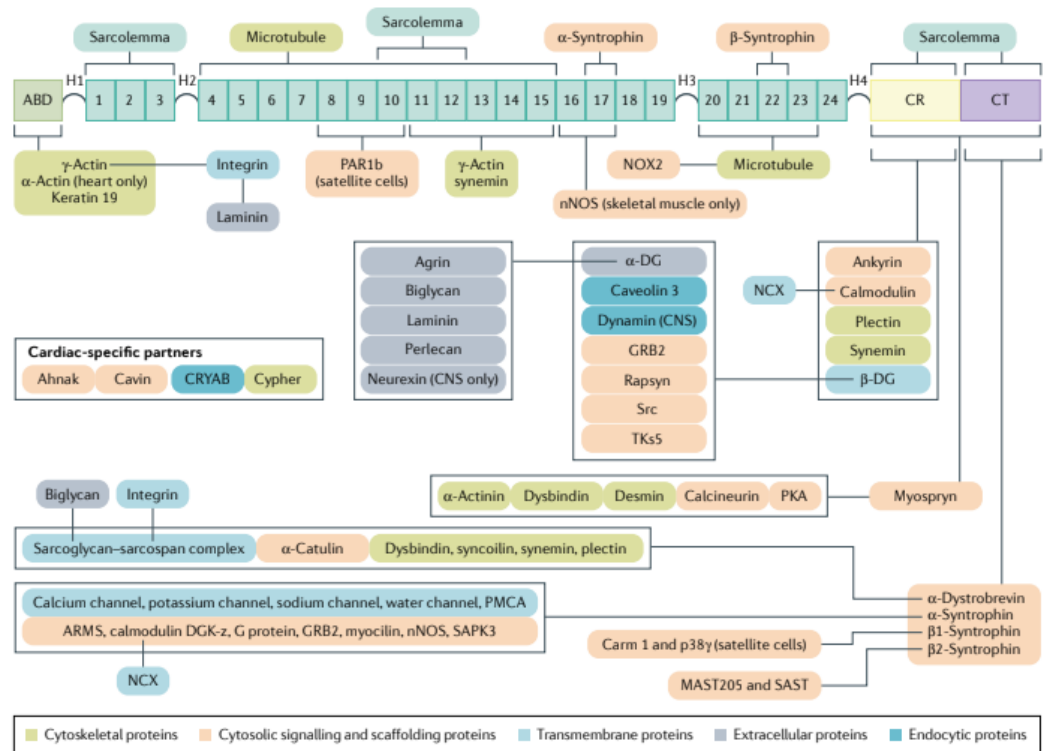 Sarcolemma
Microtubule
Sarcolemma
α-Syntrophin
β-Syntrophin
Sarcolemma
ABD
H1
1
2
3
H2
4
5
6
7
8
9
10
11
12
13
14
15
16
17
18
19
H3
20
21
22
23
24
H4
CR
CT
γ-Actin
α-Actin (heart only)
Keratin 19
Integrin
Laminin
PAR1b
(satellite cells)
γ-Actin
synemin
NOX2
Microtubule
nNOS (skeletal muscle only)
Agrin
Biglycan
Laminin
Perlecan
Neurexin (CNS only)
α-DG
Caveolin 3
Dynamin (CNS)
GRB2
Rapsyn
Src
TKs5
NCX
Ankyrin
Calmodulin
Plectin
Synemin
β-DG
Cardiac-specific partners
Ahnak
Cavin
CRYAB
Cypher
α-Actinin
Dysbindin
Desmin
Calcineurin
PKA
Myospryn
Biglycan
Integrin
Sarcoglycan–sarcospan complex
α-Catulin
Dysbindin, syncoilin, synemin, plectin
Calcium channel, potassium channel, sodium channel, water channel, PMCA
ARMS, calmodulin DGK-z, G protein, GRB2, myocilin, nNOS, SAPK3
NCX
α-Dystrobrevin
α-Syntrophin
β1-Syntrophin
β2-Syntrophin
Carm 1 and p38γ (satellite cells)
MAST205 and SAST
Cytoskeletal proteins
Cytosolic signalling and scaffolding proteins
Transmembrane proteins
Extracellular proteins
Endocytic proteins